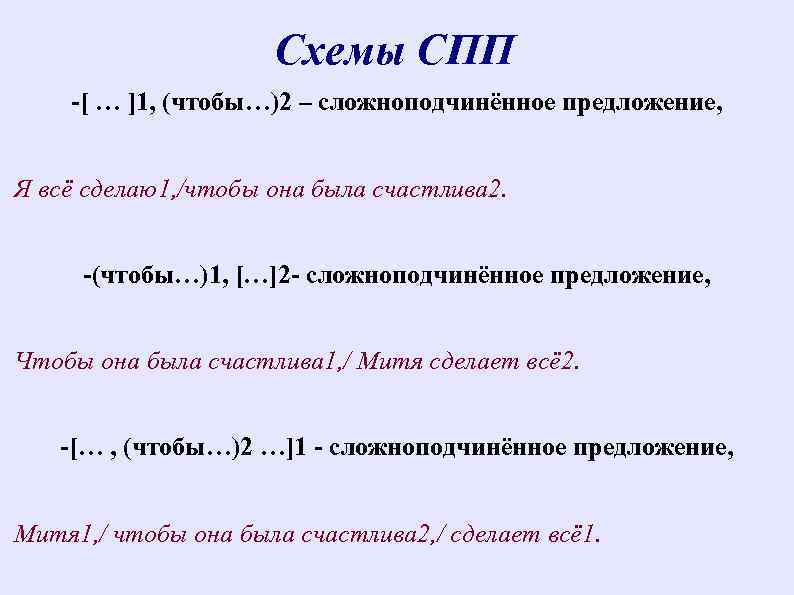 Схемы СПП
-[ … ]1, (чтобы…)2 – сложноподчинённое предложение,
Я всё сделаю1,/чтобы она была счастлива2.
-(чтобы…)1, […]2- сложноподчинённое предложение,
Чтобы она была счастлива1,/ Митя сделает всё2.
-[… , (чтобы…)2 …]1 - сложноподчинённое предложение,
Митя1,/ чтобы она была счастлива2,/ сделает всё1.